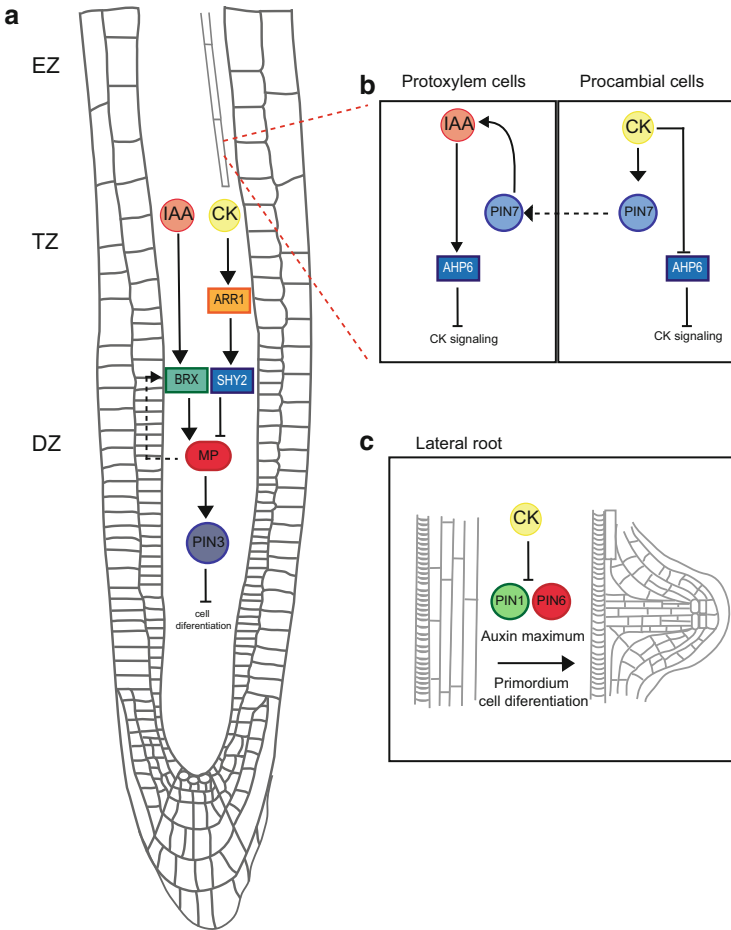 a
EZ
TZ
DZ
IAA
CK
ARR1
BRX
SHY2
MP
PIN3
cell
diferentiation
b
Protoxylem cells
Procambial cells
IAA
PIN7
AHP6
CK signaling
CK
PIN7
AHP6
CK signaling
c
Lateral root
CK
PIN1
PIN6
Auxin maximum
Primordium
cell diferentiation